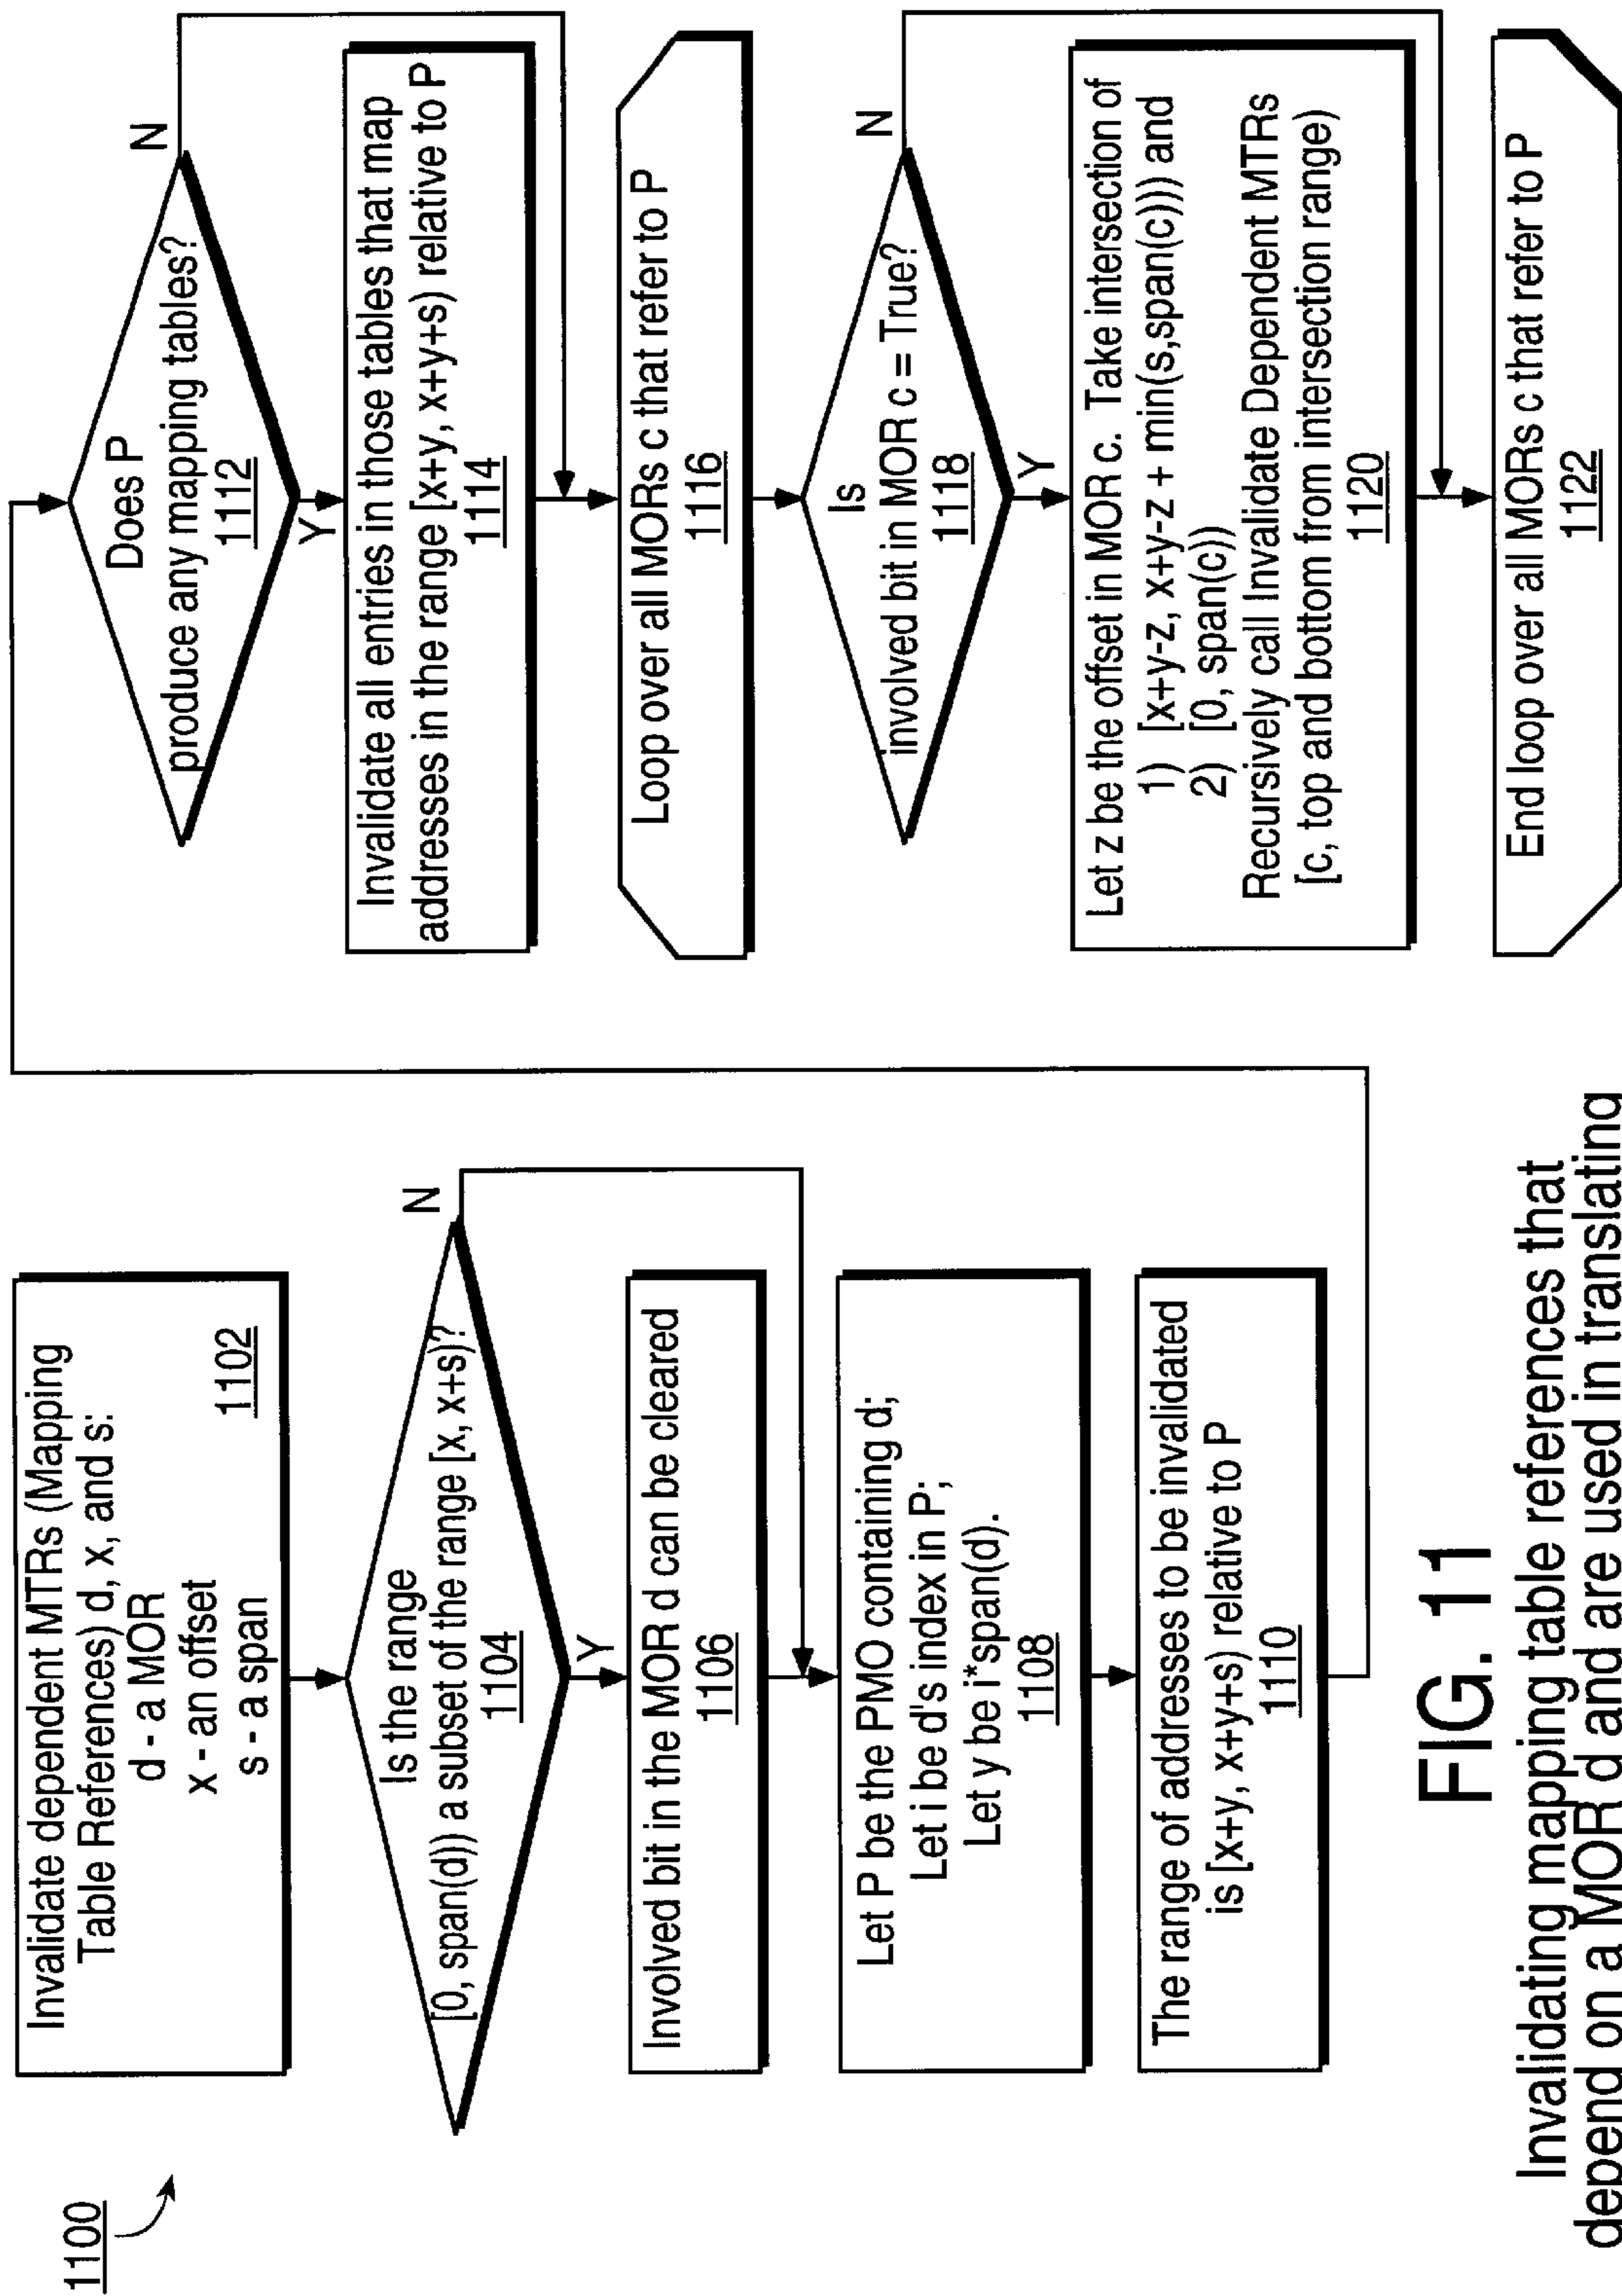 1100
Invalidate dependent MTRs (Mapping
Table References) d, x, and s:
d - a MOR
x - an offset
s - a span
1102
Is the range
[0, span(d)) a subset of the range [x, x+s)?
1104
N
Y
Involved bit in the MOR d can be cleared
1106
Let P be the PMO containing d;
Let i be d's index in P;
Let y be i*span(d).
1108
The range of addresses to be invalidated
is [x+y, x+y+s) relative to P
1110
Does P
produce any mapping tables?
1112
N
Y
Invalidate all entries in those tables that map
addresses in the range [x+y, x+y+s) relative to P
1114
Loop over all MORs c that refer to P
1116
Is
involved bit in MOR c = True?
1118
N
Y
Let z be the offset in MOR c. Take intersection of
1) [x+y-z, x+y-z + min(s,span(c))) and
2) [0, span(c))
Recursively call Invalidate Dependent MTRs
[c, top and bottom from intersection range)
1120
End loop over all MORs c that refer to P
1122
FIG. 11
Invalidating mapping table references that
depend on a MOR d and are used in translating